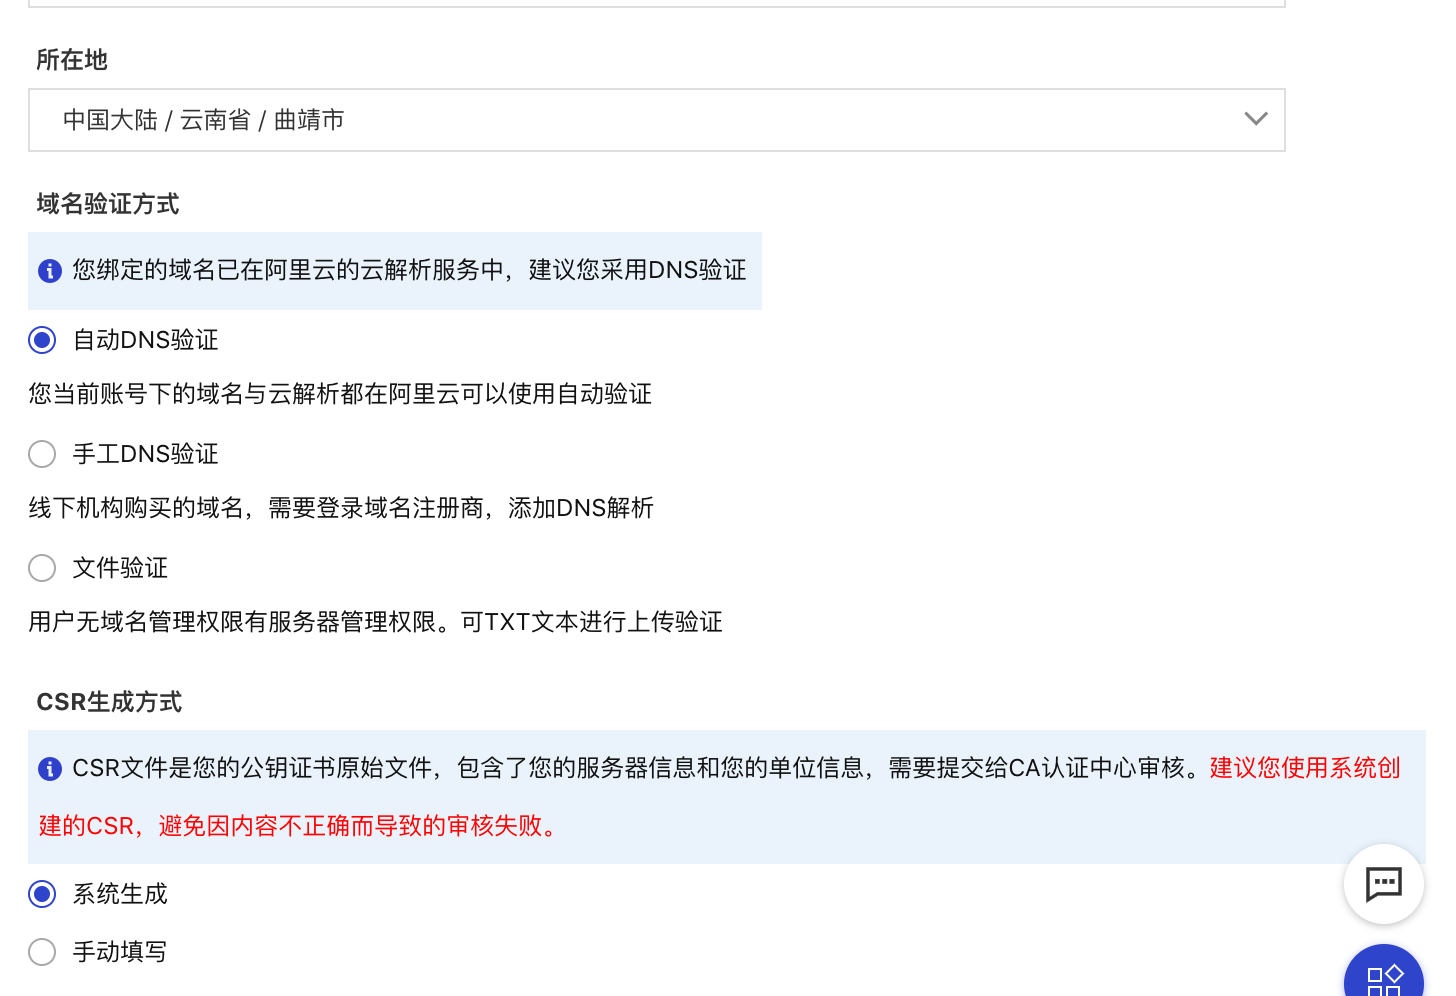 所在地
中国大陆 / 云南省 / 曲靖市
域名验证方式
您绑定的域名已在阿里云的云解析服务中，建议您采用DNS验证
自动DNS验证
您当前账号下的域名与云解析都在阿里云可以使用自动验证
手工DNS验证
线下机构购买的域名，需要登录域名注册商，添加DNS解析
文件验证
用户无域名管理权限有服务器管理权限。可TXT文本进行上传验证
CSR生成方式
CSR文件是您的公钥证书原始文件，包含了您的服务器信息和您的单位信息，需要提交给CA认证中心审核。建议您使用系统创
建的CSR，避免因内容不正确而导致的审核失败。
系统生成
手动填写